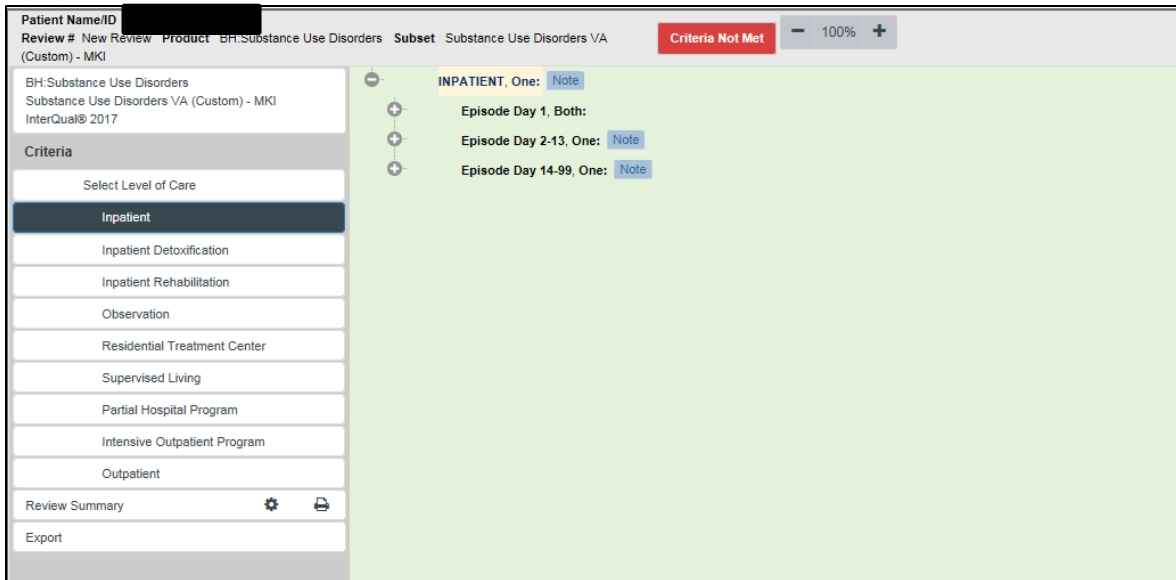 Patient Name/ID
Review # New Review Product BH:Substance Use Disorders Subset Substance Use Disorders VA
(Custom) - MKI
Criteria Not Met
100%
BH:Substance Use Disorders
Substance Use Disorders VA (Custom) - MKI
InterQual® 2017
Criteria
Select Level of Care
Inpatient
Inpatient Detoxification
Inpatient Rehabilitation
Observation
Residential Treatment Center
Supervised Living
Partial Hospital Program
Intensive Outpatient Program
Outpatient
Review Summary
Export
INPATIENT, One: Note
Episode Day 1, Both:
Episode Day 2-13, One: Note
Episode Day 14-99, One: Note